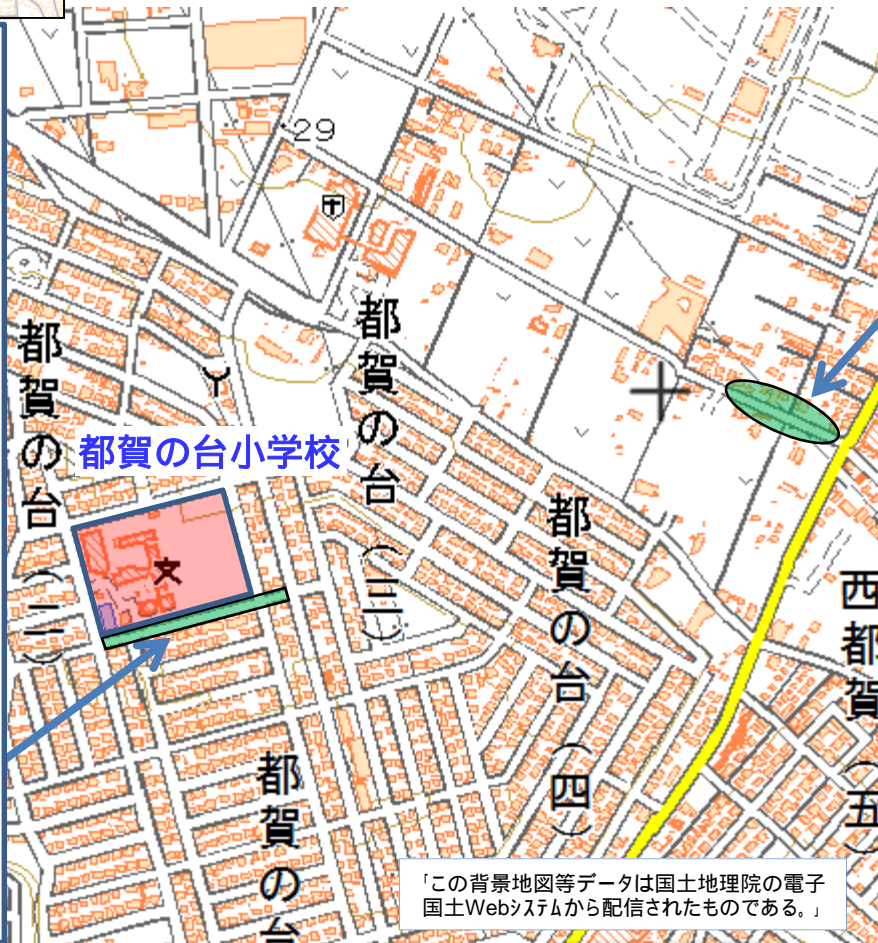 29
都賀の台（二）
都賀の台（三）
都賀の台小学校
都賀の台（四）
西都賀（五）
都賀の台
「この背景地図等データは国土地理院の電子
国土Webｼｽﾃﾑから配信されたものである。」